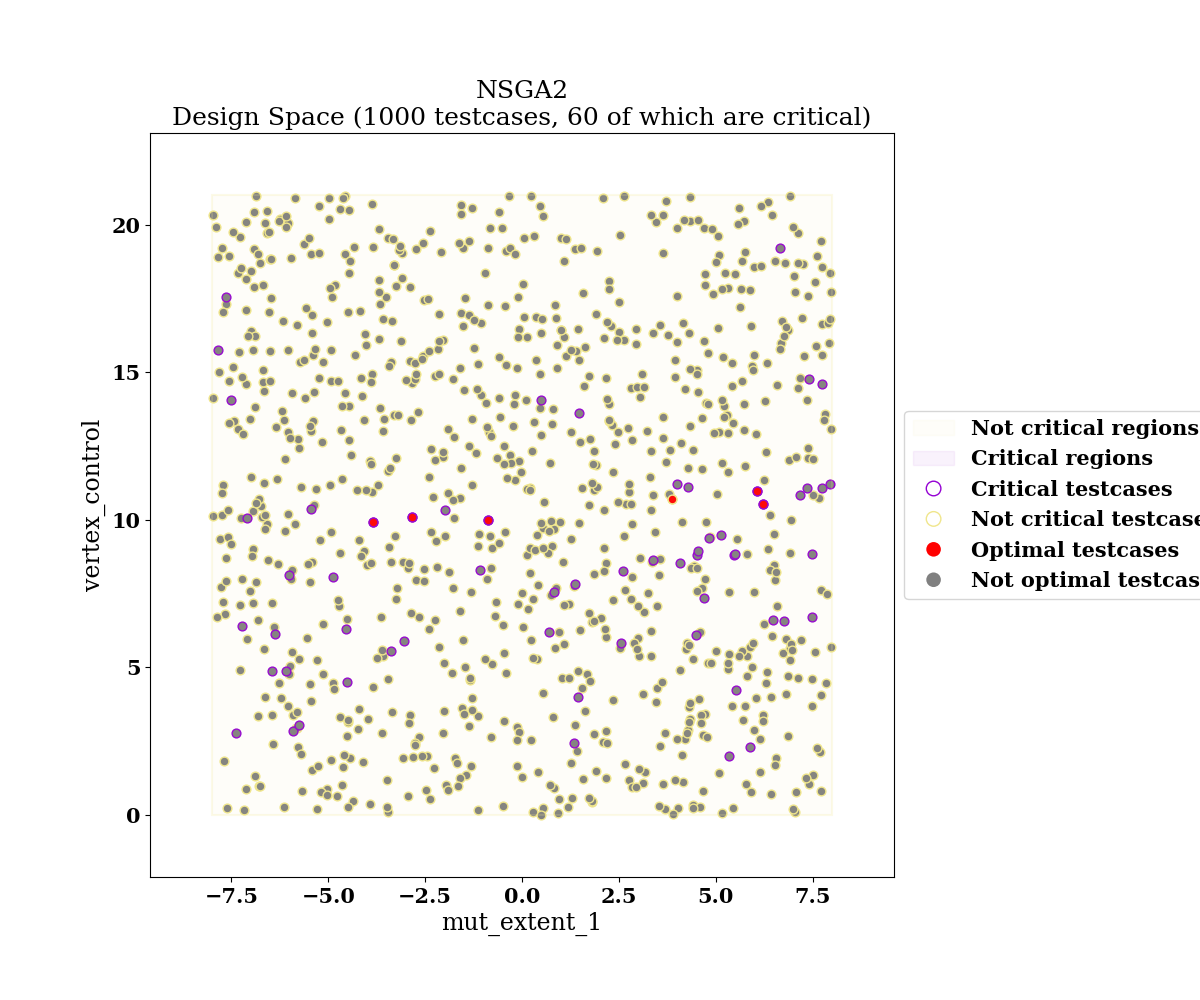 NSGA2
Design Space (1000 testcases, 60 of which are critical)
20
15
10
5
0
vertex_control
−7.5
−5.0
−2.5
0.0
2.5
5.0
7.5
mut_extent_1
Not critical regions
Critical regions
Critical testcases
Not critical testcase
Optimal testcases
Not optimal testcas